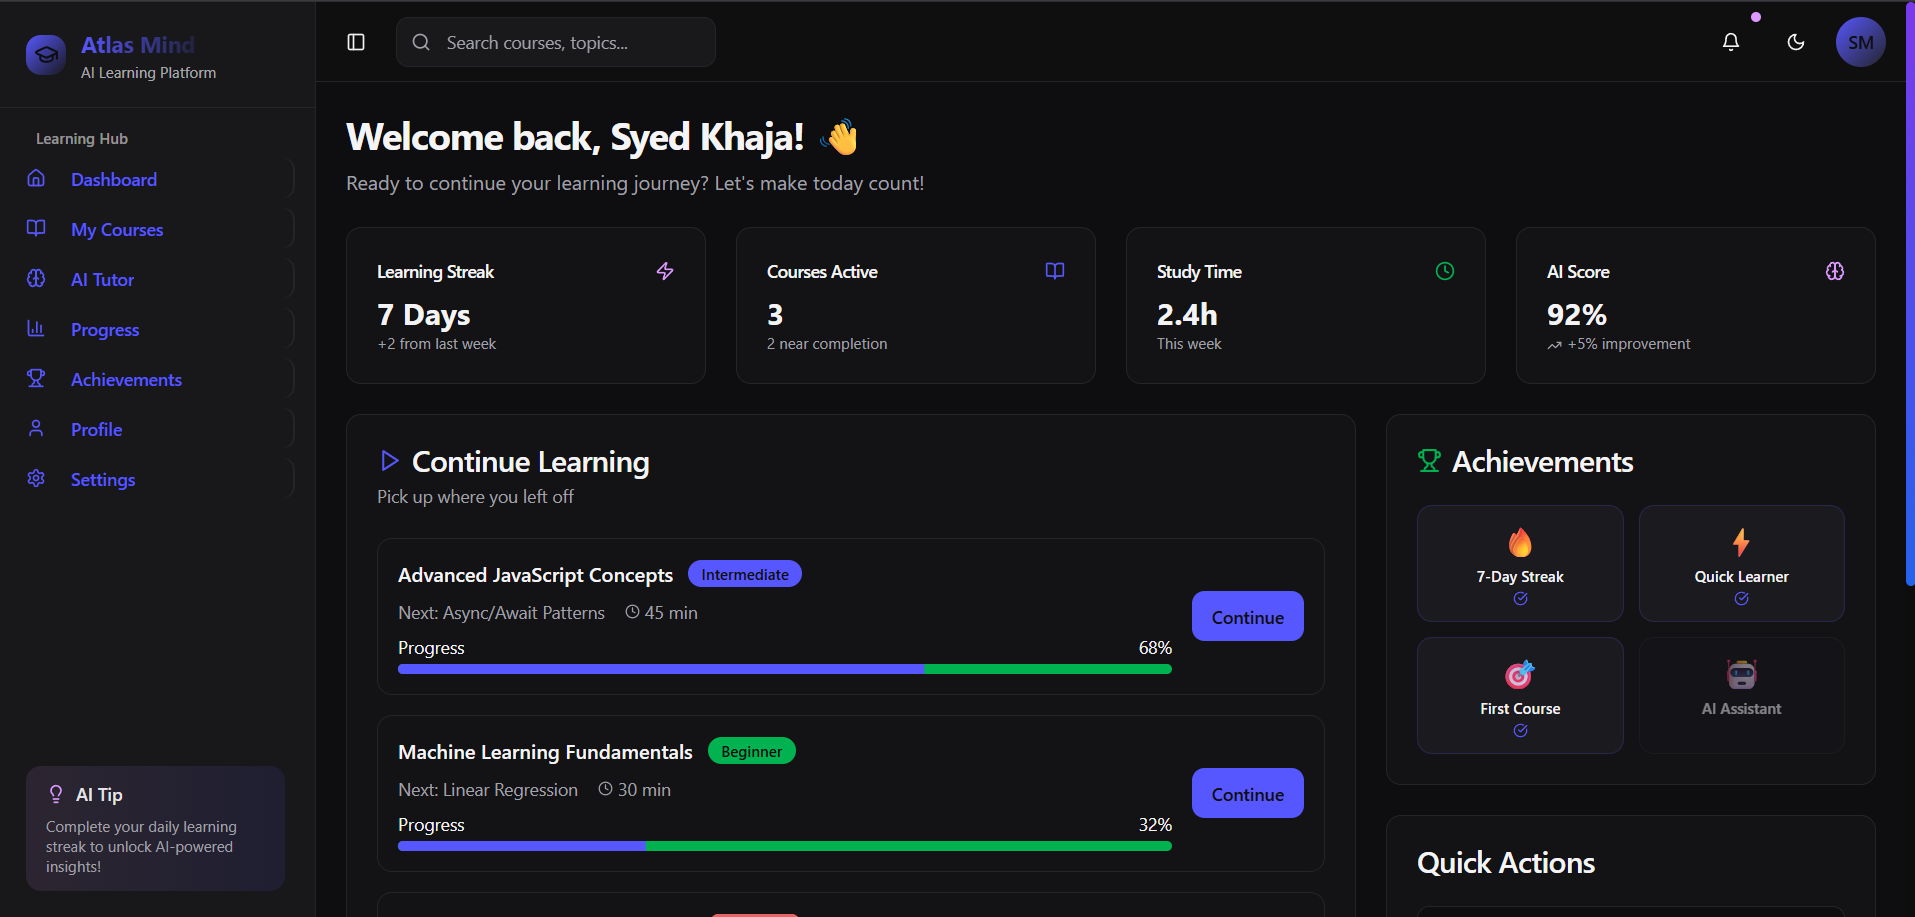 Atlas Mind
AI Learning Platform
Learning Hub
Dashboard
My Courses
AI Tutor
Progress
Achievements
Profile
Settings
AI Tip
Complete your daily learning
streak to unlock AI-powered
insights!
Search courses, topics...
SM
Welcome back, Syed Khaja! 👋
Ready to continue your learning journey? Let's make today count!
Learning Streak
7 Days
+2 from last week
Courses Active
3
2 near completion
Study Time
2.4h
This week
AI Score
92%
+5% improvement
Continue Learning
Pick up where you left off
Advanced JavaScript Concepts Intermediate
Next: Async/Await Patterns 45 min
Progress 68%
Continue
Machine Learning Fundamentals Beginner
Next: Linear Regression 30 min
Progress 32%
Continue
Achievements
7-Day Streak
Quick Learner
First Course
AI Assistant
Quick Actions